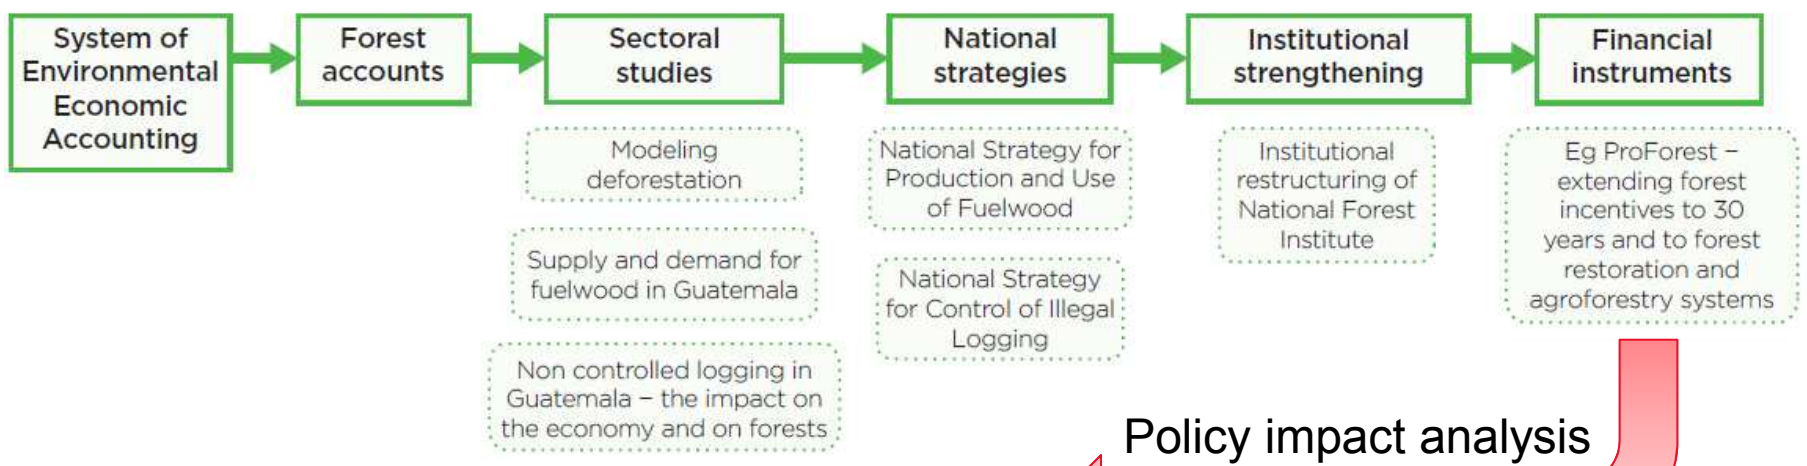 System of
Environmental
Economic
Accounting
Forest
accounts
Sectoral
studies
National
strategies
Institutional
strengthening
Financial
instruments
Modeling
deforestation
Supply and demand for
fuelwood in Guatemala
Non controlled logging in
Guatemala – the impact on
the economy and on forests
National Strategy for
Production and Use
of Fuelwood
National Strategy
for Control of Illegal
Logging
Institutional
restructuring of
National Forest
Institute
Eg ProForest –
extending forest
incentives to 30
years and to forest
restoration and
agroforestry systems
Policy impact analysis